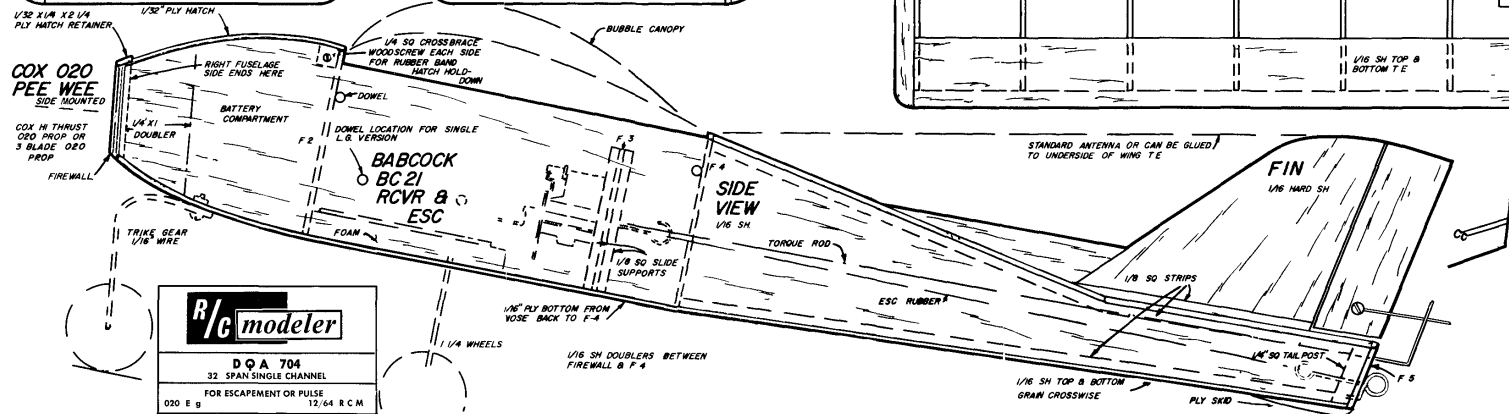 1/32 X 1/4 X 2 1/4
PLY HATCH RETAINER
1/32" PLY HATCH
COX 020
PEE WEE
SIDE MOUNTED
COX HI THRUST
020 PROP OR
3 BLADE 020
PROP
FIREWALL
RIGHT FUSELAGE
SIDE ENDS HERE
BATTERY
COMPARTMENT
1/4 X 1
DOUBLER
F 2
1/4 SQ CROSSBRACE
WOODSCREW EACH SIDE
FOR RUBBER BAND
HATCH HOLD-
DOWN
BUBBLE CANOPY
DOWEL
DOWEL LOCATION FOR SINGLE
L.G. VERSION
BABCOCK
BC 21
RCVR &
ESC
F 3
F 4
SIDE
VIEW
1/16 SH
1/16 SH TOP &
BOTTOM T E
STANDARD ANTENNA OR CAN BE GLUED
TO UNDERSIDE OF WING T E
FIN
1/16 HARD SH
TRIKE GEAR
1/16" WIRE
FOAM
1/8 SQ SLIDE
SUPPORTS
TORQUE ROD
ESC RUBBER
1/8 SQ STRIPS
1/16" PLY BOTTOM FROM
NOSE BACK TO F-4
1 1/4 WHEELS
1/16 SH DOUBLERS BETWEEN
FIREWALL & F 4
1/4" SQ TAIL POST
F 5
1/16 SH TOP & BOTTOM
GRAIN CROSSWISE
PLY SKID
R/C modeler
DQA 704
32 SPAN SINGLE CHANNEL
FOR ESCAPEMENT OR PULSE
020 E g 12/64 R C M